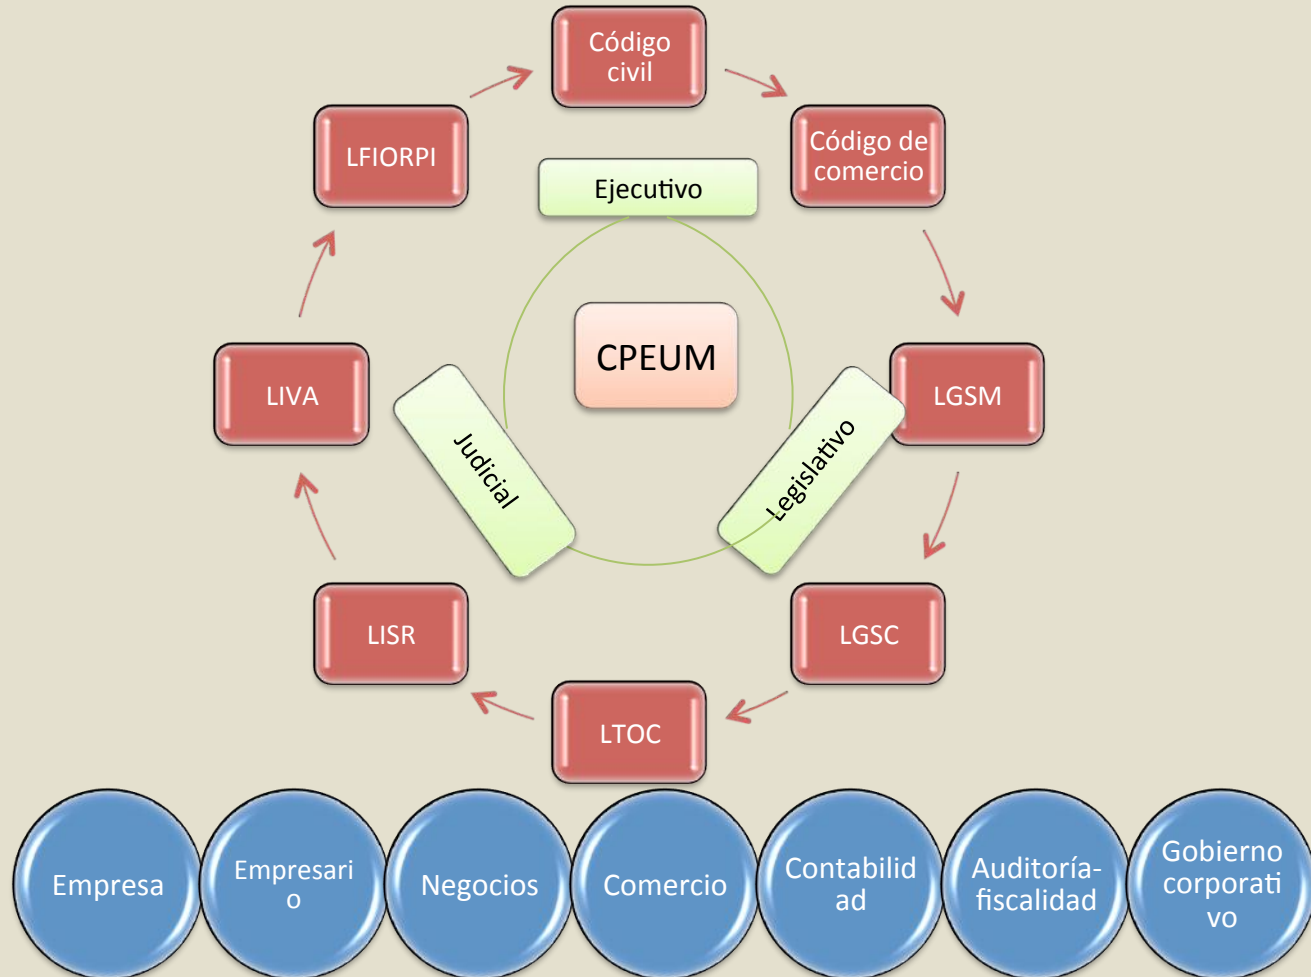 Código
civil
LFIORPI
Código de
comercio
Ejecutivo
CPEUM
LIVA
LGSM
Judicial
Legislativo
LISR
LGSC
LTOC
Empresa
Empresari
o
Negocios
Comercio
Contabilid
ad
Auditoría-
fiscalidad
Gobierno
corporati
vo